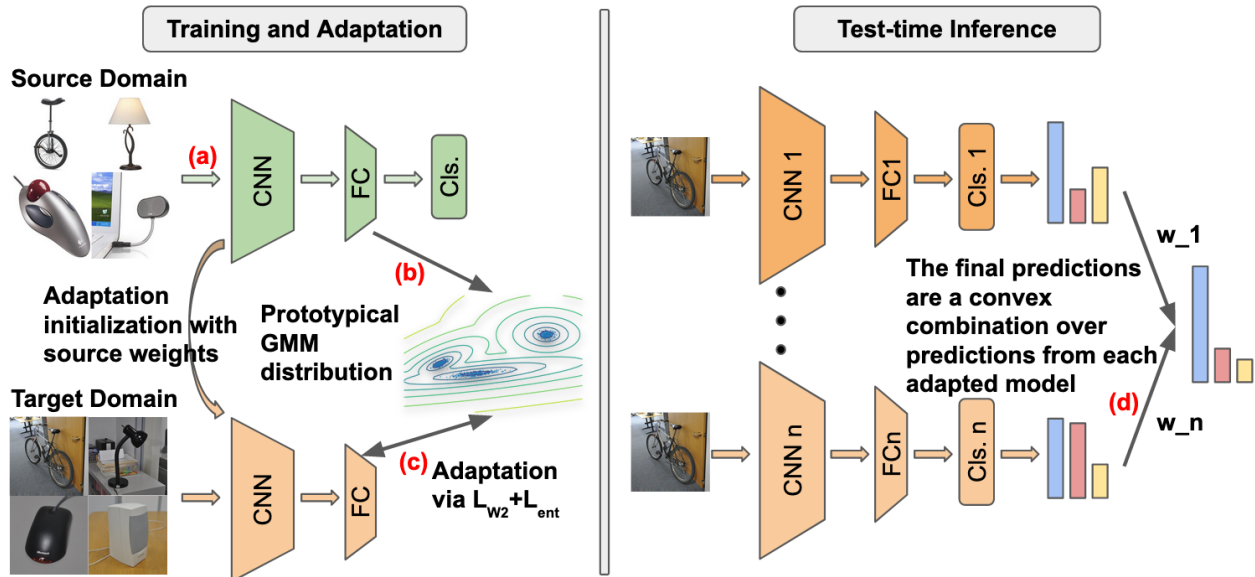 Training and Adaptation
Source Domain
(a)
CNN
FC
Cls.
(b)
Adaptation
initialization with
source weights
Prototypical
GMM
distribution
Target Domain
CNN
FC
(c)
Adaptation
via L_W2+L_ent
Test-time Inference
CNN 1
FC1
Cls. 1
w_1
The final predictions
are a convex
combination over
predictions from each
adapted model
(d)
w_n
CNN n
FCn
Cls. n